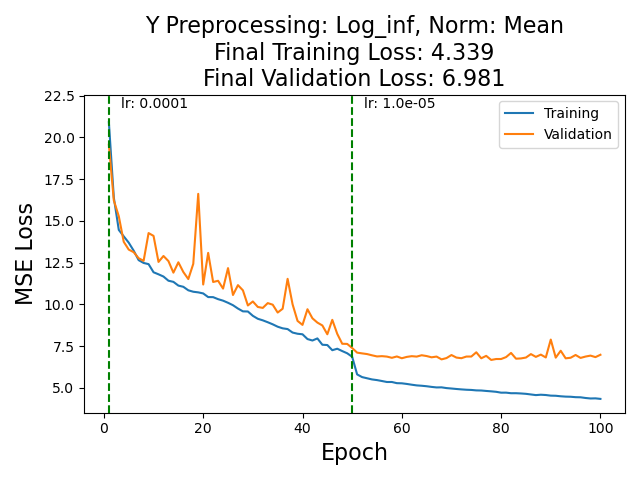 Y Preprocessing: Log_inf, Norm: Mean
Final Training Loss: 4.339
Final Validation Loss: 6.981
lr: 0.0001
lr: 1.0e-05
Training
Validation
MSE Loss
22.5
20.0
17.5
15.0
12.5
10.0
7.5
5.0
0
20
40
60
80
100
Epoch